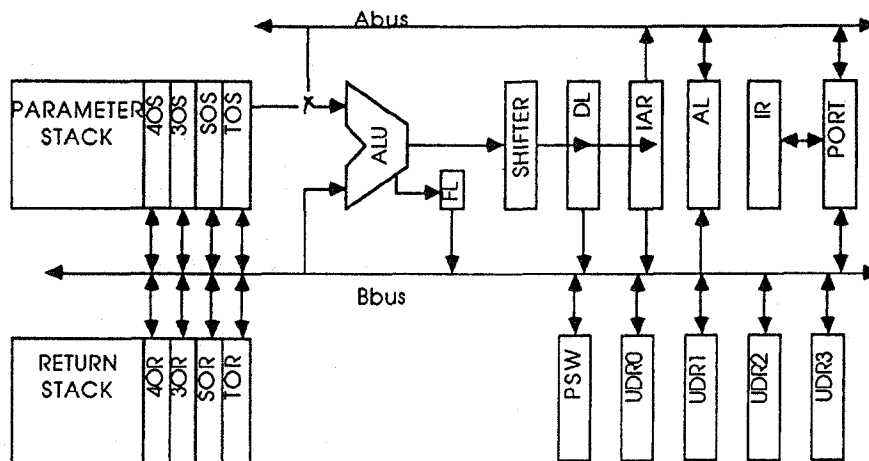 Abus
PARAMETER
STACK
4OS
3OS
SOS
TOS
ALU
FL
SHIFTER
DL
IAR
AL
IR
PORT
Bbus
RETURN
STACK
4OR
3OR
SOR
TOR
PSW
UDR0
UDR1
UDR2
UDR3